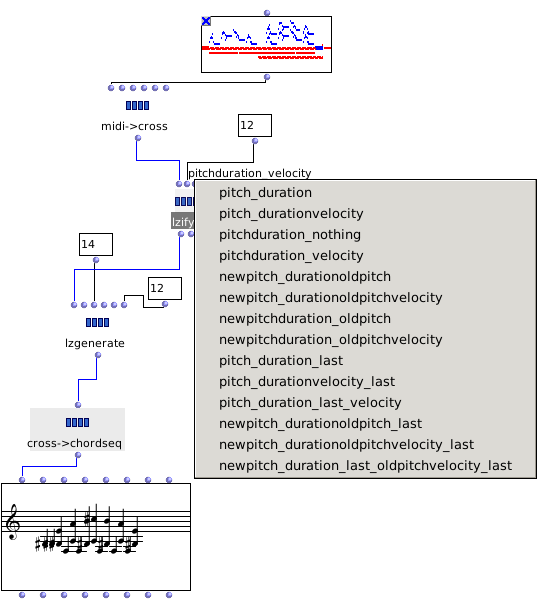 midi->cross
12
pitchduration_velocity
lzify
pitch_duration
pitch_durationvelocity
pitchduration_nothing
pitchduration_velocity
newpitch_durationoldpitch
newpitch_durationoldpitchvelocity
newpitchduration_oldpitch
newpitchduration_oldpitchvelocity
pitch_duration_last
pitch_durationvelocity_last
pitch_duration_last_velocity
newpitch_durationoldpitch_last
newpitch_durationoldpitchvelocity_last
newpitch_duration_last_oldpitchvelocity_last
14
12
lzgenerate
cross->chordseq